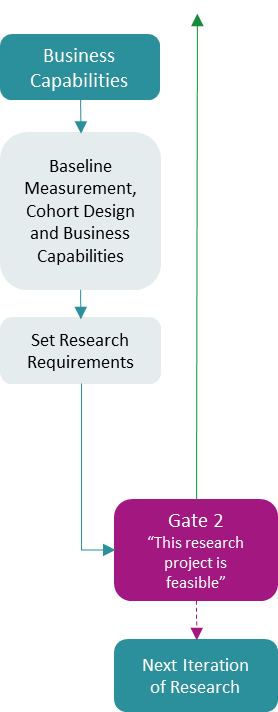 Business
Capabilities
Baseline
Measurement,
Cohort Design
and Business
Capabilities
Set Research
Requirements
Gate 2
“This research
project is
feasible”
Next Iteration
of Research